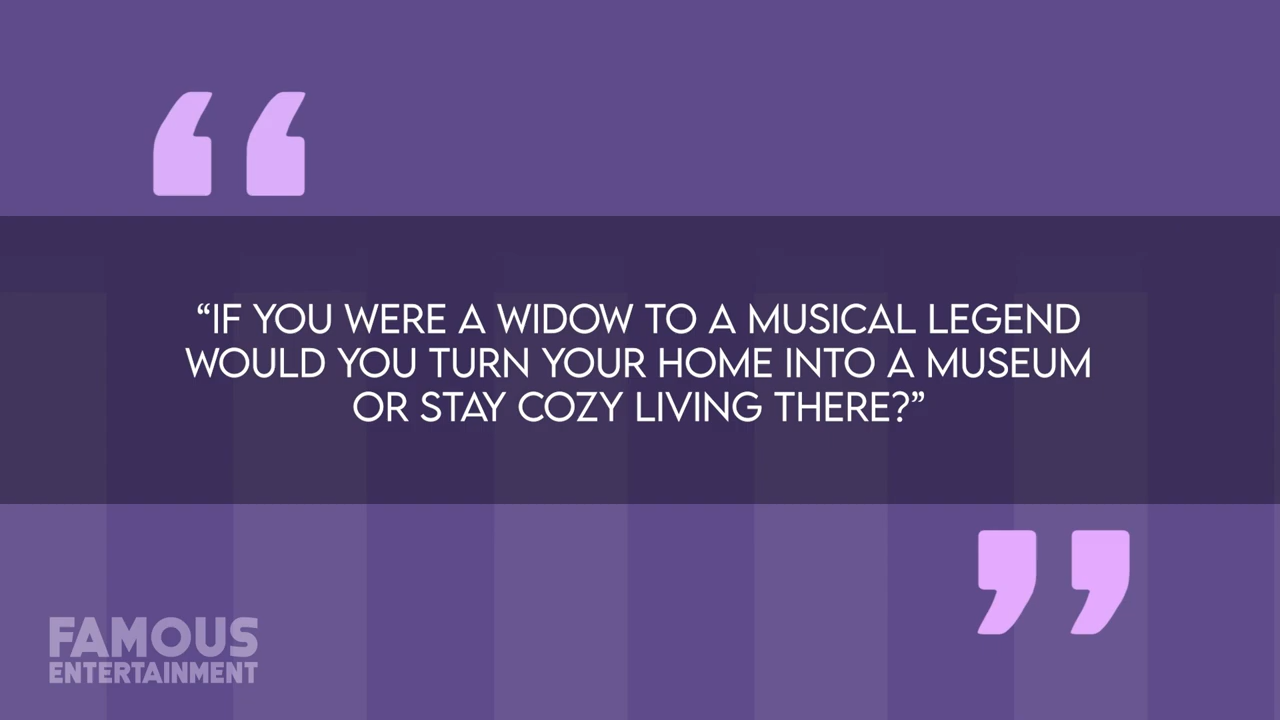 “IF YOU WERE A WIDOW TO A MUSICAL LEGEND
WOULD YOU TURN YOUR HOME INTO A MUSEUM
OR STAY COZY LIVING THERE?”
FAMOUS
ENTERTAINMENT